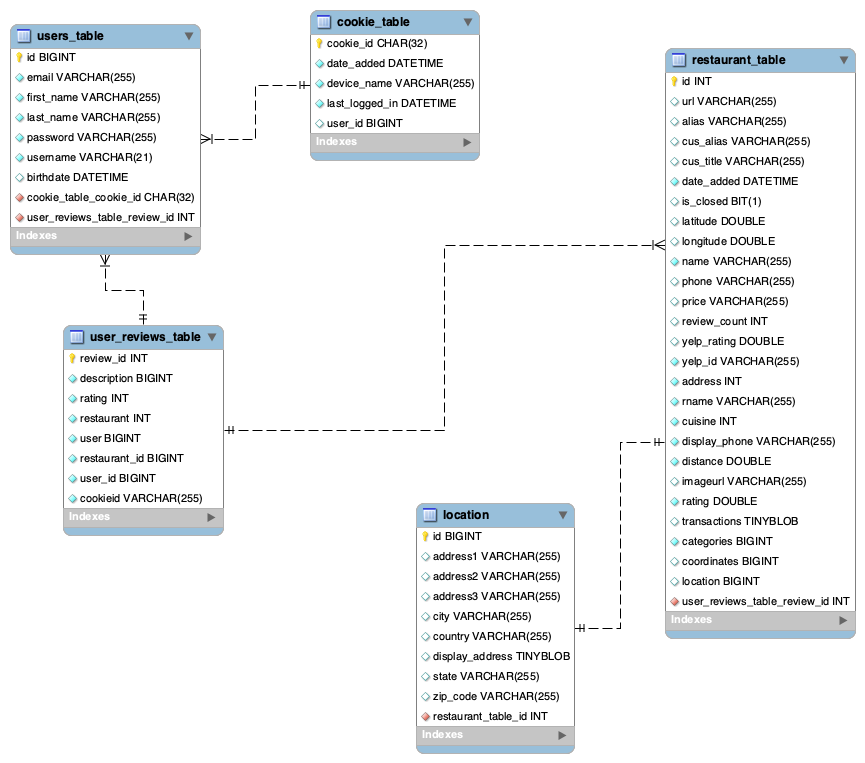 users_table
id BIGINT
email VARCHAR(255)
first_name VARCHAR(255)
last_name VARCHAR(255)
password VARCHAR(255)
username VARCHAR(21)
birthdate DATETIME
cookie_table_cookie_id CHAR(32)
user_reviews_table_review_id INT
Indexes
cookie_table
cookie_id CHAR(32)
date_added DATETIME
device_name VARCHAR(255)
last_logged_in DATETIME
user_id BIGINT
Indexes
restaurant_table
id INT
url VARCHAR(255)
alias VARCHAR(255)
cus_alias VARCHAR(255)
cus_title VARCHAR(255)
date_added DATETIME
is_closed BIT(1)
latitude DOUBLE
longitude DOUBLE
name VARCHAR(255)
phone VARCHAR(255)
price VARCHAR(255)
review_count INT
yelp_rating DOUBLE
yelp_id VARCHAR(255)
address INT
rname VARCHAR(255)
cuisine INT
display_phone VARCHAR(255)
distance DOUBLE
imageurl VARCHAR(255)
rating DOUBLE
transactions TINYBLOB
categories BIGINT
coordinates BIGINT
location BIGINT
user_reviews_table_review_id INT
Indexes
user_reviews_table
review_id INT
description BIGINT
rating INT
restaurant INT
user BIGINT
restaurant_id BIGINT
user_id BIGINT
cookieid VARCHAR(255)
Indexes
location
id BIGINT
address1 VARCHAR(255)
address2 VARCHAR(255)
address3 VARCHAR(255)
city VARCHAR(255)
country VARCHAR(255)
display_address TINYBLOB
state VARCHAR(255)
zip_code VARCHAR(255)
restaurant_table_id INT
Indexes